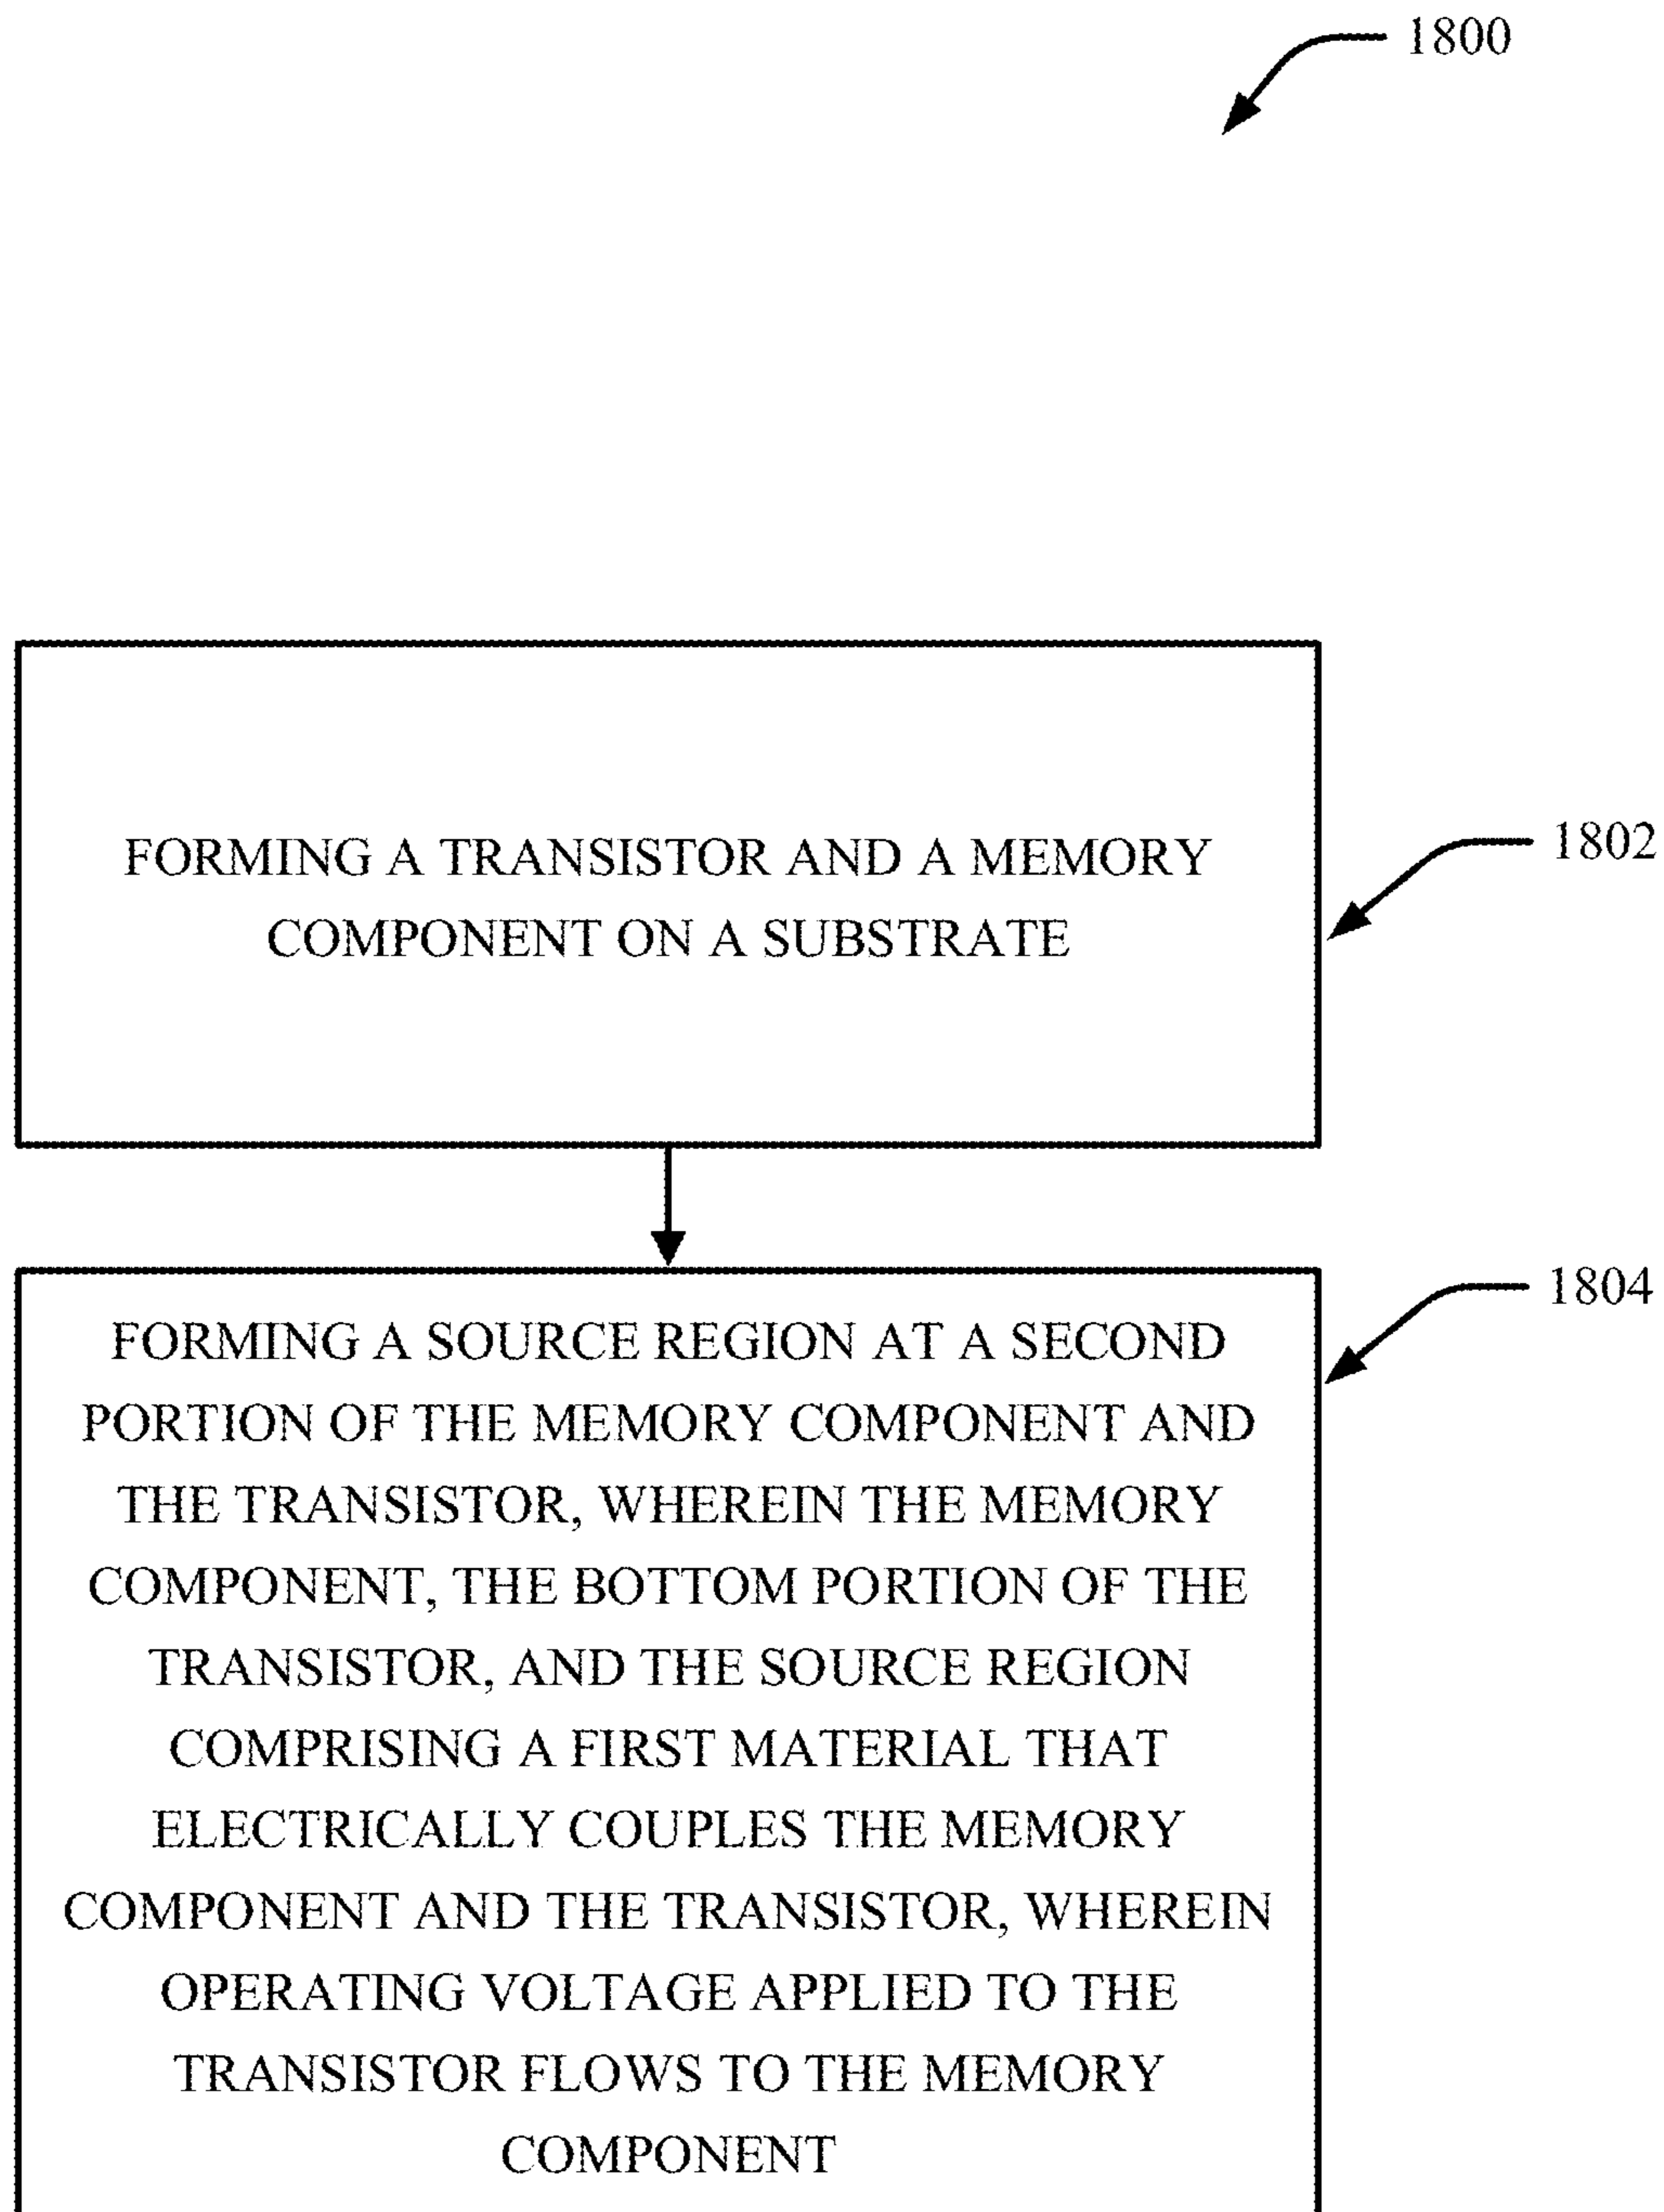 1800
FORMING A TRANSISTOR AND A MEMORY
COMPONENT ON A SUBSTRATE
1802
1804
FORMING A SOURCE REGION AT A SECOND
PORTION OF THE MEMORY COMPONENT AND
THE TRANSISTOR, WHEREIN THE MEMORY
COMPONENT, THE BOTTOM PORTION OF THE
TRANSISTOR, AND THE SOURCE REGION
COMPRISING A FIRST MATERIAL THAT
ELECTRICALLY COUPLES THE MEMORY
COMPONENT AND THE TRANSISTOR, WHEREIN
OPERATING VOLTAGE APPLIED TO THE
TRANSISTOR FLOWS TO THE MEMORY
COMPONENT